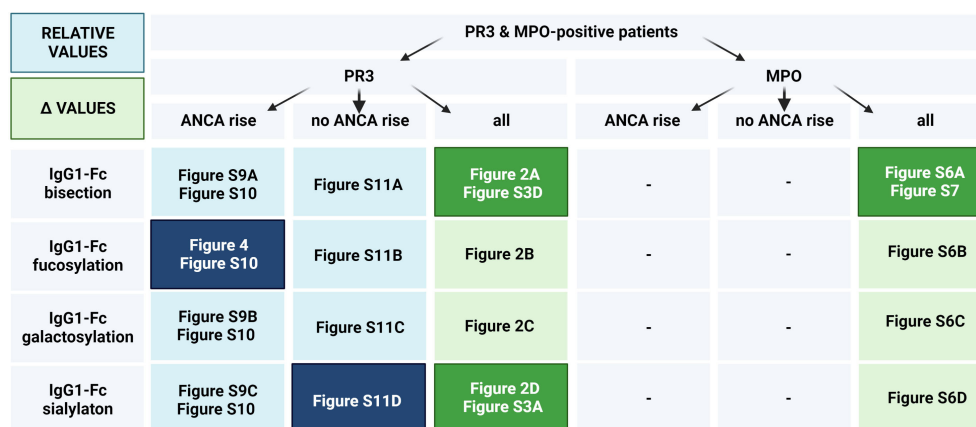 RELATIVE
VALUES
Δ VALUES
PR3 & MPO-positive patients
PR3
MPO
ANCA rise
no ANCA rise
all
ANCA rise
no ANCA rise
all
IgG1-Fc
bisection
Figure S9A
Figure S10
Figure S11A
Figure 2A
Figure S3D
-
-
Figure S6A
Figure S7
IgG1-Fc
fucosylation
Figure 4
Figure S10
Figure S11B
Figure 2B
-
-
Figure S6B
IgG1-Fc
galactosylation
Figure S9B
Figure S10
Figure S11C
Figure 2C
-
-
Figure S6C
IgG1-Fc
sialylaton
Figure S9C
Figure S10
Figure S11D
Figure 2D
Figure S3A
-
-
Figure S6D